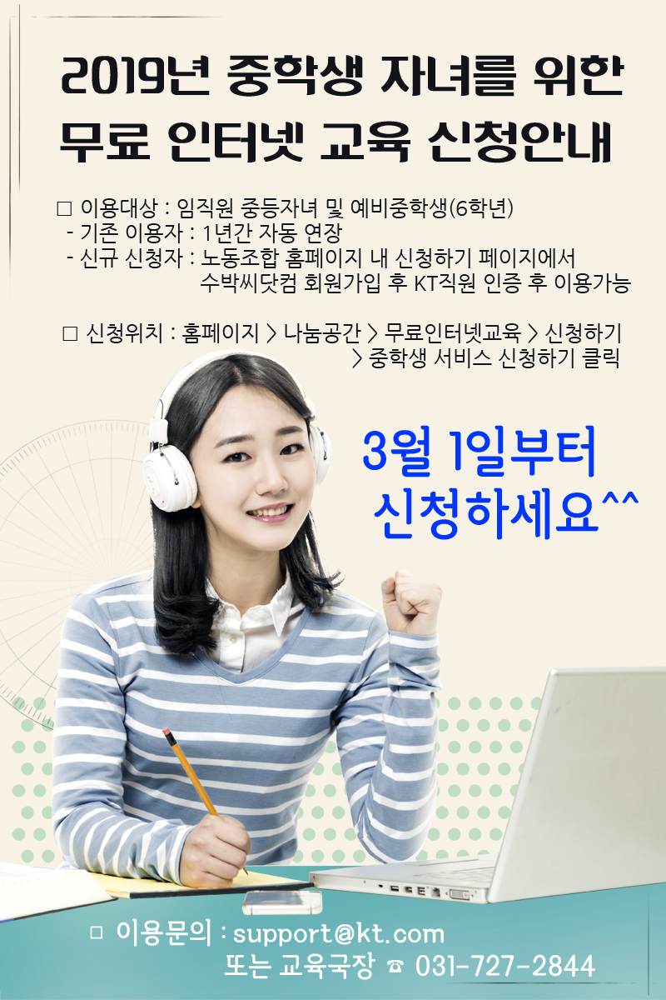 2019년 중학생 자녀를 위한
무료 인터넷 교육 신청안내
□ 이용대상 : 임직원 중등자녀 및 예비중학생(6학년)
- 기존 이용자 : 1년간 자동 연장
- 신규 신청자 : 노동조합 홈페이지 내 신청하기 페이지에서
수박씨닷컴 회원가입 후 KT직원 인증 후 이용가능
□ 신청위치 : 홈페이지 > 나눔공간 > 무료인터넷교육 > 신청하기
> 중학생 서비스 신청하기 클릭
3월 1일부터
신청하세요^^
□ 이용문의 : support@kt.com
또는 교육국장 ☎ 031-727-2844